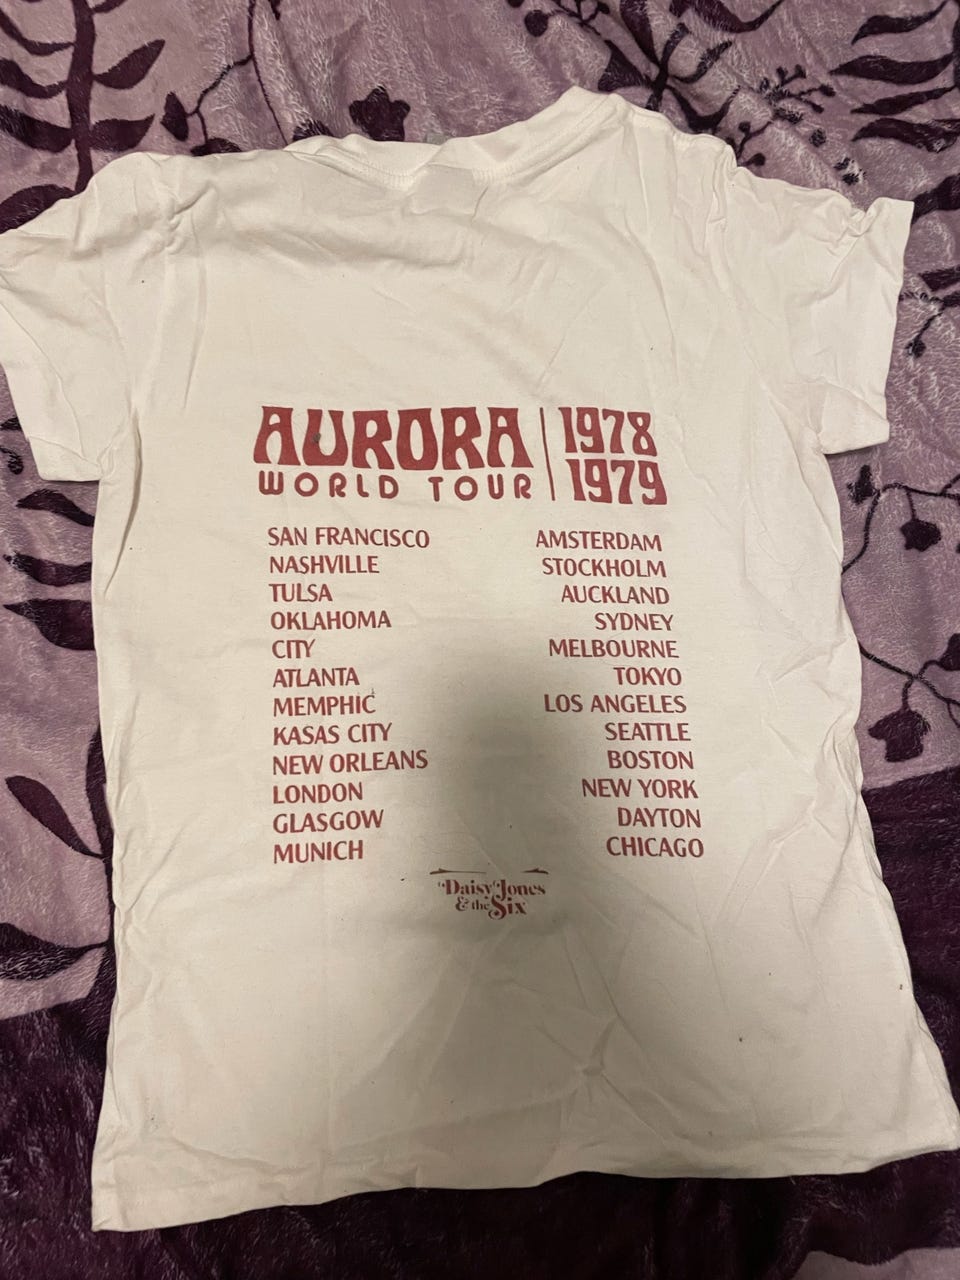 AURORA
WORLD TOUR
1978
1979
SAN FRANCISCO
NASHVILLE
TULSA
OKLAHOMA
CITY
ATLANTA
MEMPHIC
KASAS CITY
NEW ORLEANS
LONDON
GLASGOW
MUNICH
AMSTERDAM
STOCKHOLM
AUCKLAND
SYDNEY
MELBOURNE
TOKYO
LOS ANGELES
SEATTLE
BOSTON
NEW YORK
DAYTON
CHICAGO
Daisy Jones
& the Six